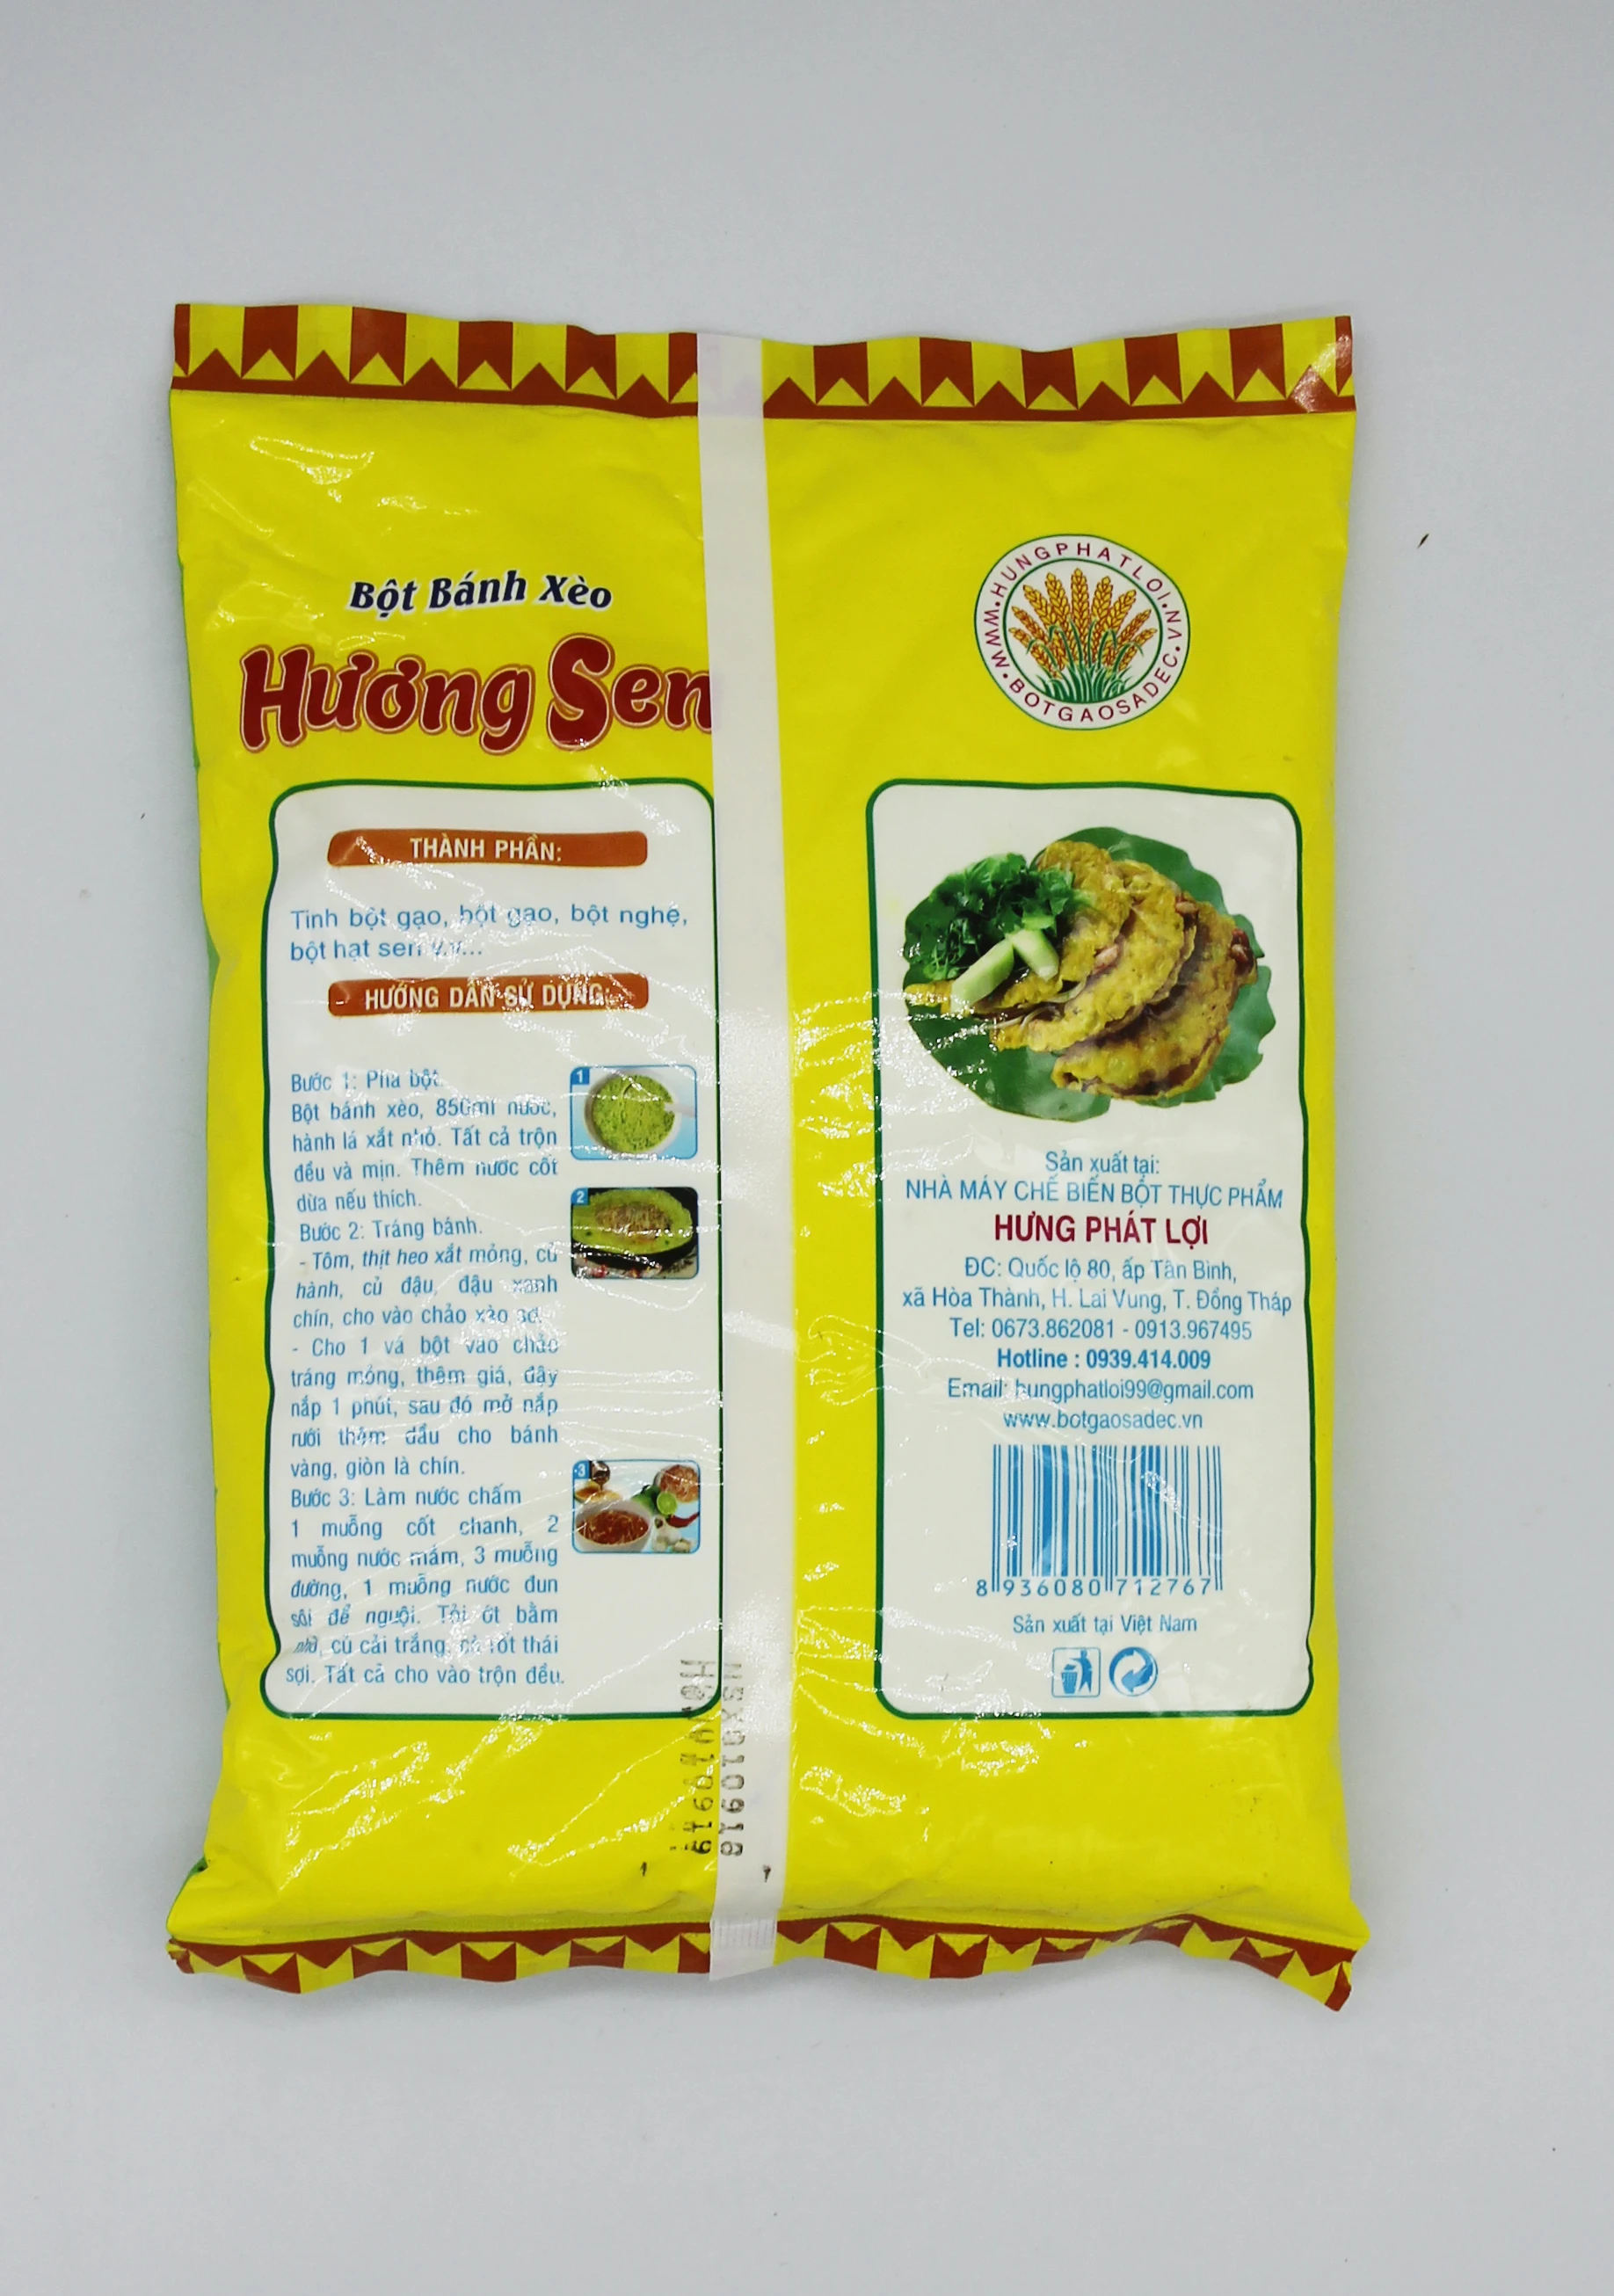 Bột Bánh Xèo
Hương Sen
THÀNH PHẦN:
Tinh bột gạo, bột gạo, bột nghệ,
bột hạt sen v.v...
HƯỚNG DẪN SỬ DỤNG:
Bước 1: Pha bột.
Bột bánh xèo, 850ml nước,
hành lá xắt nhỏ. Tất cả trộn
đều và mịn. Thêm nước cốt
dừa nếu thích.
Bước 2: Tráng bánh.
- Tôm, thịt heo xắt mỏng, củ
hành, củ đậu, đậu xanh
chín, cho vào chảo xào sơ.
- Cho 1 vá bột vào chảo
tráng mỏng, thêm giá, đậy
nắp 1 phút, sau đó mở nắp
rưới thêm dầu cho bánh
vàng, giòn là chín.
Bước 3: Làm nước chấm
1 muỗng cốt chanh, 2
muỗng nước mắm, 3 muỗng
đường, 1 muỗng nước đun
sôi để nguội. Tỏi ớt bằm
nhỏ, củ cải trắng, cà rốt thái
sợi. Tất cả cho vào trộn đều.
1
2
3
WWW.HUNGPHATLOI.VN
WWW.BOTGAOSADEC.VN
Sản xuất tại:
NHÀ MÁY CHẾ BIẾN BỘT THỰC PHẨM
HƯNG PHÁT LỢI
ĐC: Quốc lộ 80, ấp Tân Bình,
xã Hòa Thành, H. Lai Vung, T. Đồng Tháp
Tel: 0673.862081 - 0913.967495
Hotline : 0939.414.009
Email: hungphatloi99@gmail.com
www.botgaosadec.vn
8 936080 712767
Sản xuất tại Việt Nam